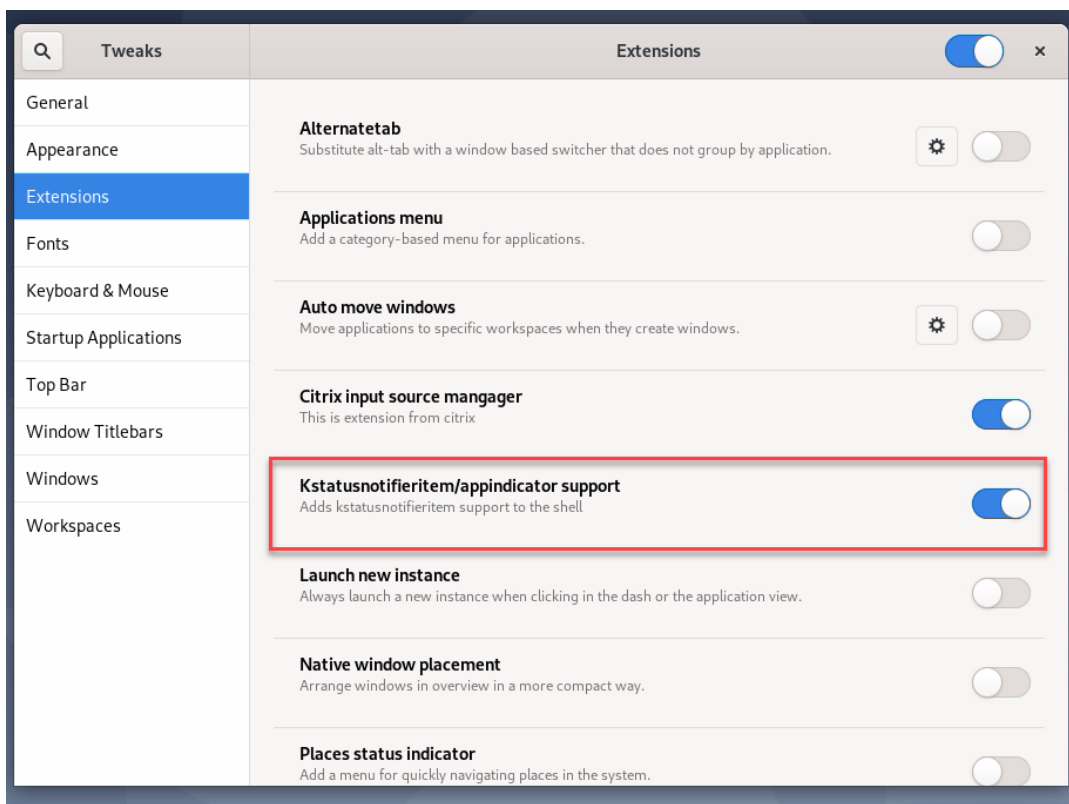 Tweaks
Extensions
General
Appearance
Extensions
Fonts
Keyboard & Mouse
Startup Applications
Top Bar
Window Titlebars
Windows
Workspaces
Alternatetab
Substitute alt-tab with a window based switcher that does not group by application.
Applications menu
Add a category-based menu for applications.
Auto move windows
Move applications to specific workspaces when they create windows.
Citrix input source mangager
This is extension from citrix
Kstatusnotifieritem/appindicator support
Adds kstatusnotifieritem support to the shell
Launch new instance
Always launch a new instance when clicking in the dash or the application view.
Native window placement
Arrange windows in overview in a more compact way.
Places status indicator
Add a menu for quickly navigating places in the system.